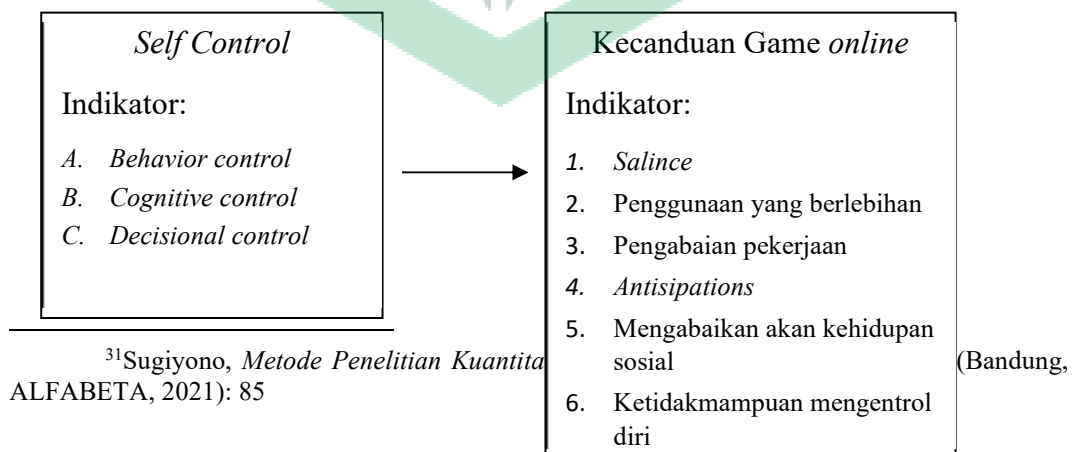 Self Control
Indikator:
A. Behavior control
B. Cognitive control
C. Decisional control
Kecanduan Game online
Indikator:
1. Salince
2. Penggunaan yang berlebihan
3. Pengabaian pekerjaan
4. Antisipations
5. Mengabaikan akan kehidupan
sosial
6. Ketidakmampuan mengentrol
diri
31Sugiyono, Metode Penelitian (Bandung,
ALFABETA, 2021): 85